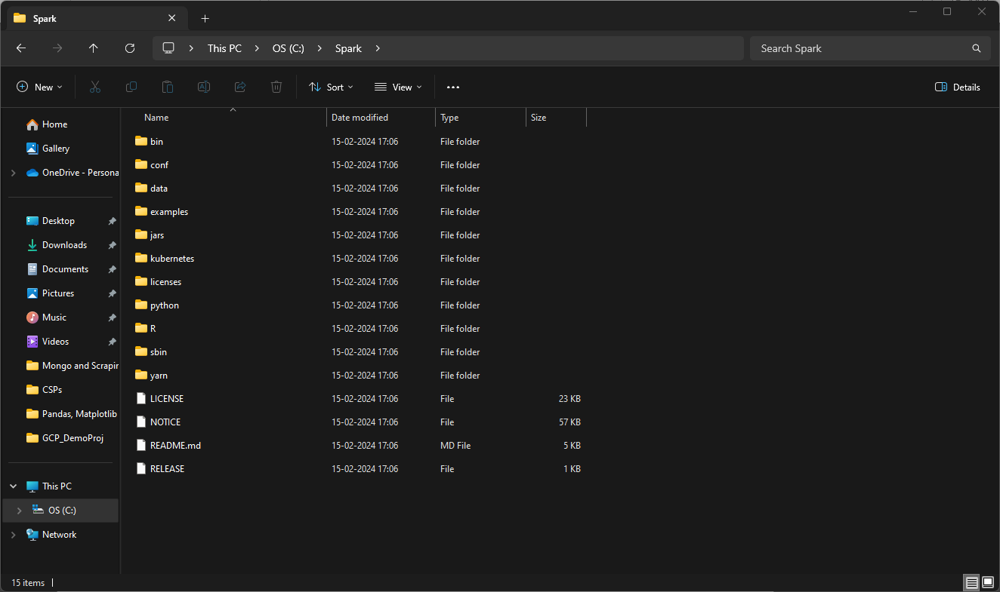 Spark
This PC OS (C:) Spark Search Spark
New Sort View Details
Name Date modified Type Size
Home
Gallery
OneDrive - Persona
Desktop
Downloads
Documents
Pictures
Music
Videos
Mongo and Scrapin
CSPs
Pandas, Matplotlib
GCP_DemoProj
This PC
OS (C:)
Network
bin 15-02-2024 17:06 File folder
conf 15-02-2024 17:06 File folder
data 15-02-2024 17:06 File folder
examples 15-02-2024 17:06 File folder
jars 15-02-2024 17:06 File folder
kubernetes 15-02-2024 17:06 File folder
licenses 15-02-2024 17:06 File folder
python 15-02-2024 17:06 File folder
R 15-02-2024 17:06 File folder
sbin 15-02-2024 17:06 File folder
yarn 15-02-2024 17:06 File folder
LICENSE 15-02-2024 17:06 File 23 KB
NOTICE 15-02-2024 17:06 File 57 KB
README.md 15-02-2024 17:06 MD File 5 KB
RELEASE 15-02-2024 17:06 File 1 KB
15 items